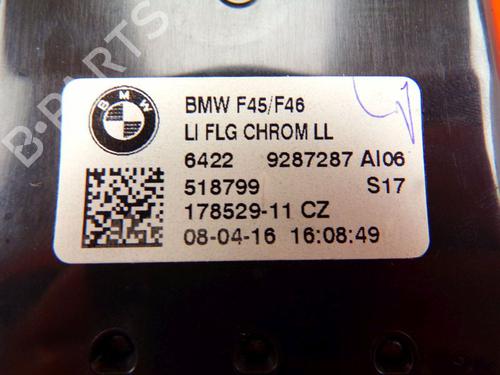 B-PARTS
BMW
BMW F45/F46
LI FLG CHROM LL
6422 9287287 AI06
518799 S17
178529-11 CZ
08-04-16 16:08:49